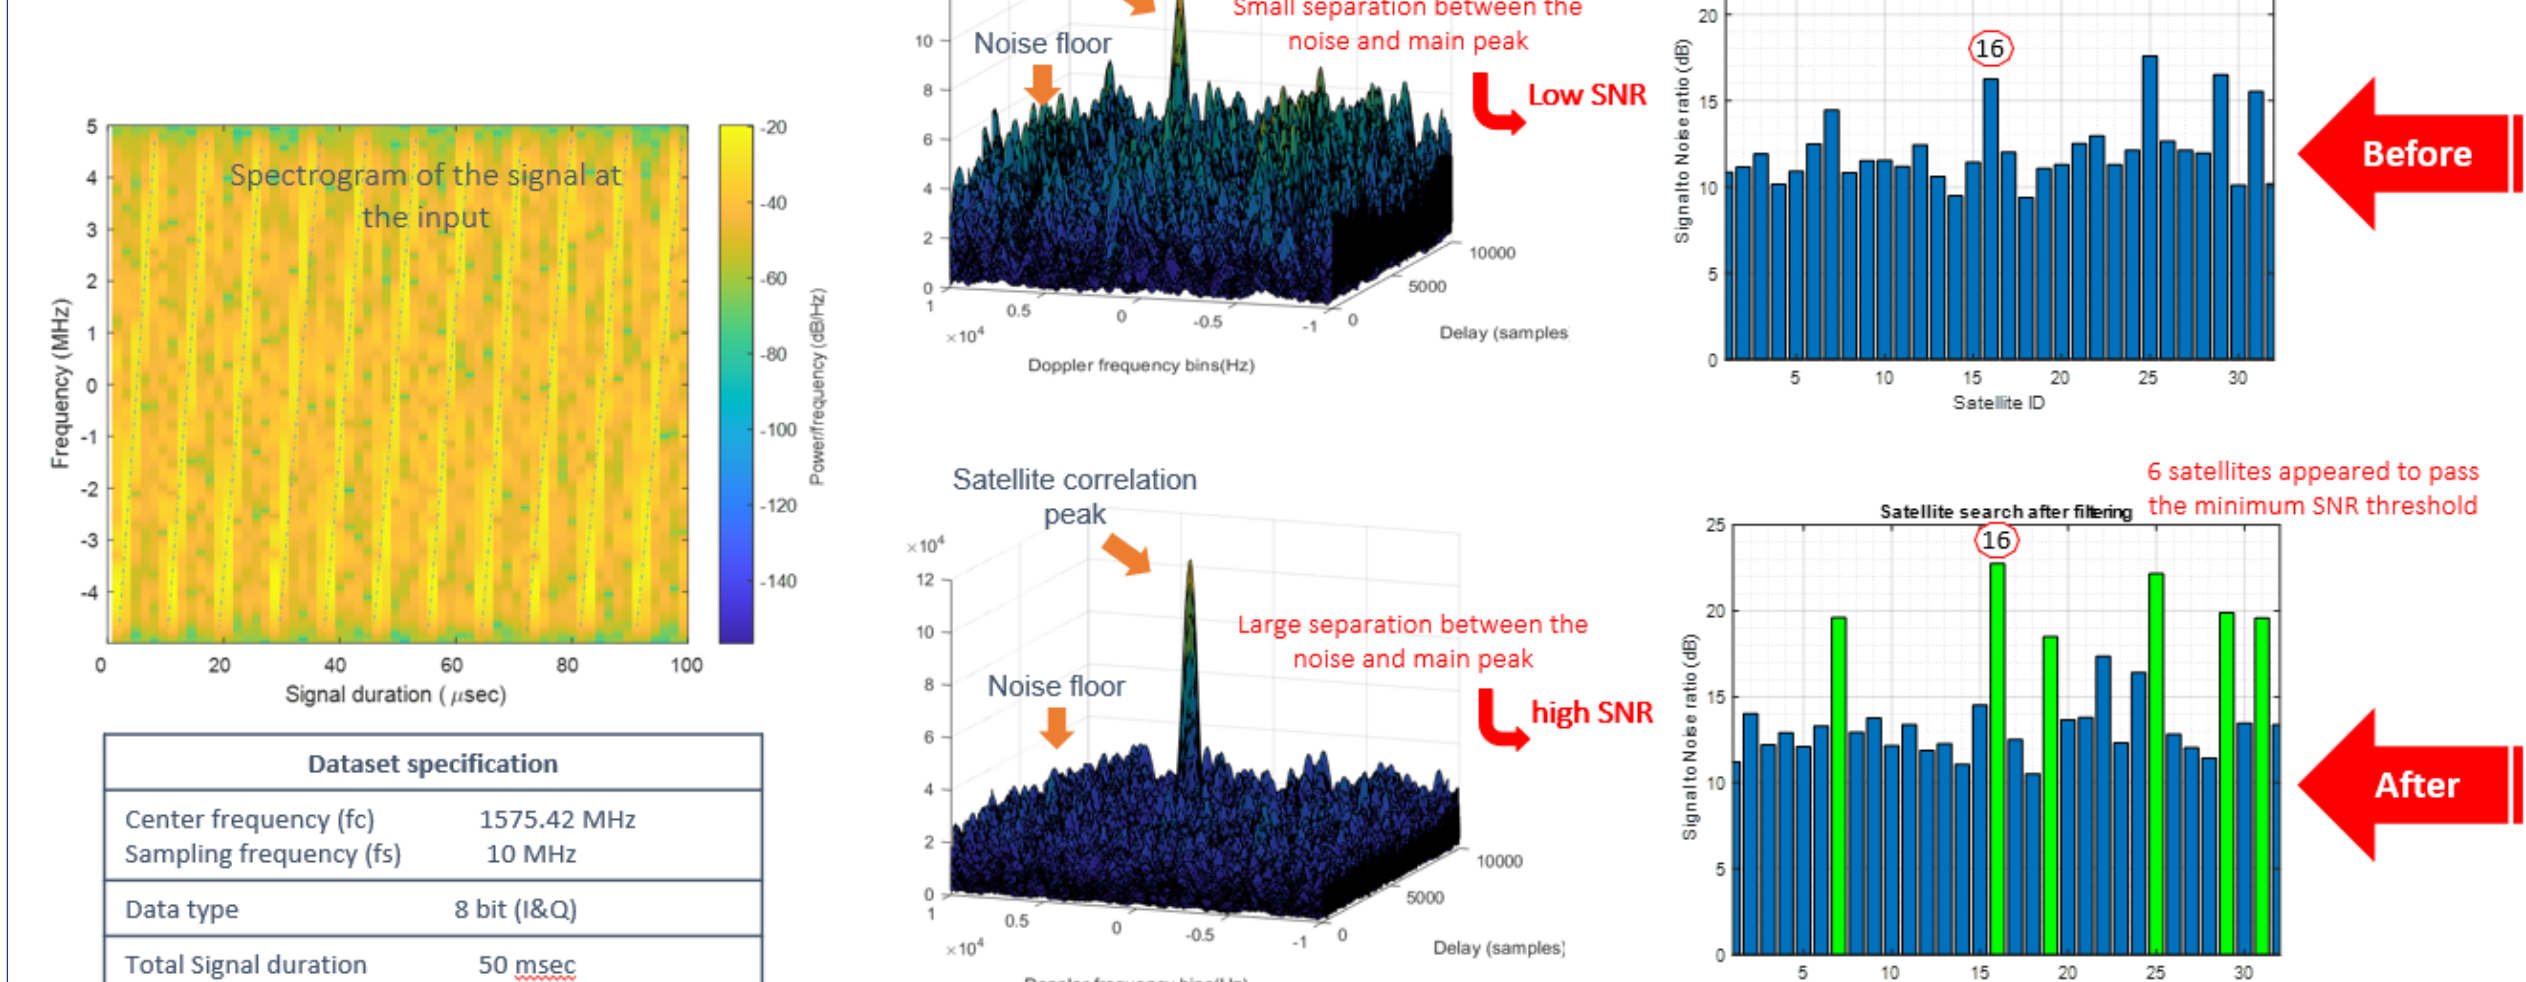 Spectrogram of the signal at
the input
5
4
3
2
1
0
-1
-2
-3
-4
Frequency (MHz)
0
20
40
60
80
100
Signal duration ( μsec)
-20
-40
-60
-80
-100
-120
-140
Power/frequency (dB/Hz)
Dataset specification
Center frequency (fc) 1575.42 MHz
Sampling frequency (fs) 10 MHz
Data type 8 bit (I&Q)
Total Signal duration 50 msec
Small separation between the
noise and main peak
Low SNR
Noise floor
10
8
6
4
2
0
1
0.5
0
-0.5
-1
×10⁴
0
5000
10000
Delay (samples)
Doppler frequency bins(Hz)
Satellite correlation
peak
×10⁴
Large separation between the
noise and main peak
high SNR
Noise floor
12
10
8
6
4
2
0
1
0.5
0
-0.5
-1
×10⁴
0
5000
10000
Delay (samples)
Doppler frequency bins(Hz)
20
15
10
5
0
Signal to Noise ratio (dB)
16
5
10
15
20
25
30
Satellite ID
Before
6 satellites appeared to pass
the minimum SNR threshold
Satellite search after filtering
25
20
15
10
5
0
Signal to Noise ratio (dB)
16
5
10
15
20
25
30
After